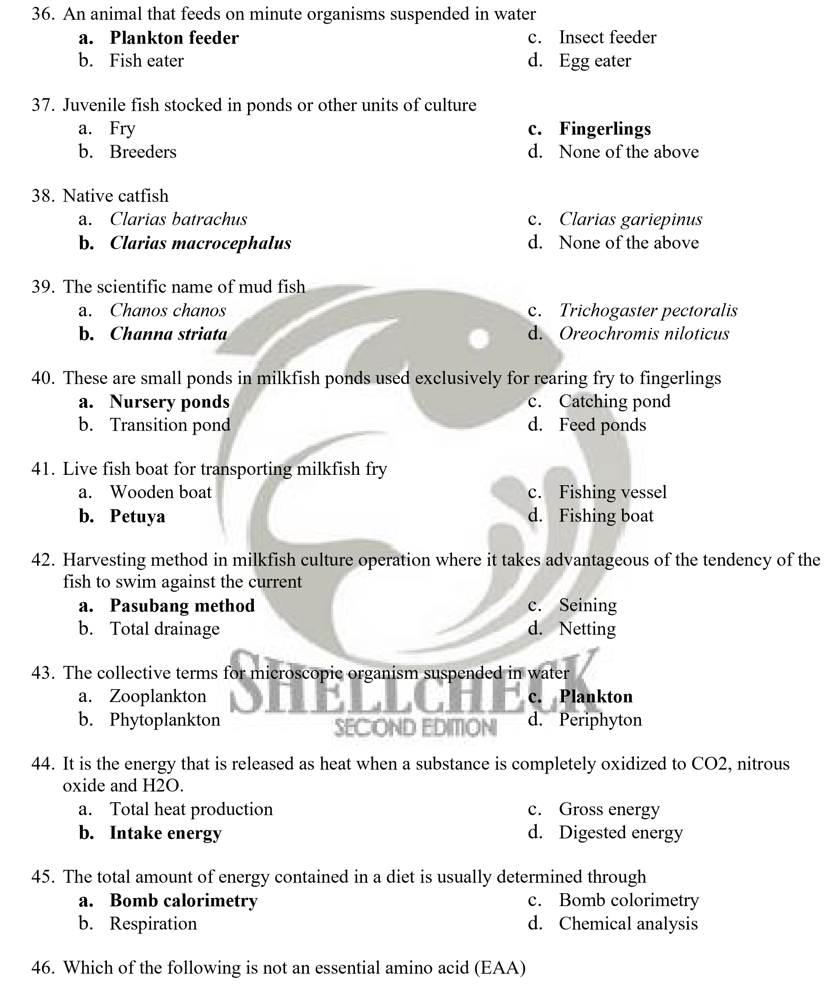 36. An animal that feeds on minute organisms suspended in water
a. Plankton feeder
b. Fish eater
c. Insect feeder
d. Egg eater
37. Juvenile fish stocked in ponds or other units of culture
a. Fry
b. Breeders
c. Fingerlings
d. None of the above
38. Native catfish
a. Clarias batrachus
b. Clarias macrocephalus
c. Clarias gariepinus
d. None of the above
39. The scientific name of mud fish
a. Chanos chanos
b. Channa striata
c. Trichogaster pectoralis
d. Oreochromis niloticus
40. These are small ponds in milkfish ponds used exclusively for rearing fry to fingerlings
a. Nursery ponds
b. Transition pond
c. Catching pond
d. Feed ponds
41. Live fish boat for transporting milkfish fry
a. Wooden boat
b. Petuya
c. Fishing vessel
d. Fishing boat
42. Harvesting method in milkfish culture operation where it takes advantageous of the tendency of the
fish to swim against the current
a. Pasubang method
b. Total drainage
c. Seining
d. Netting
43. The collective terms for microscopic organism suspended in water
a. Zooplankton
b. Phytoplankton
c. Plankton
d. Periphyton
SHELLCHECK
SECOND EDITION
44. It is the energy that is released as heat when a substance is completely oxidized to CO2, nitrous
oxide and H2O.
a. Total heat production
b. Intake energy
c. Gross energy
d. Digested energy
45. The total amount of energy contained in a diet is usually determined through
a. Bomb calorimetry
b. Respiration
c. Bomb colorimetry
d. Chemical analysis
46. Which of the following is not an essential amino acid (EAA)